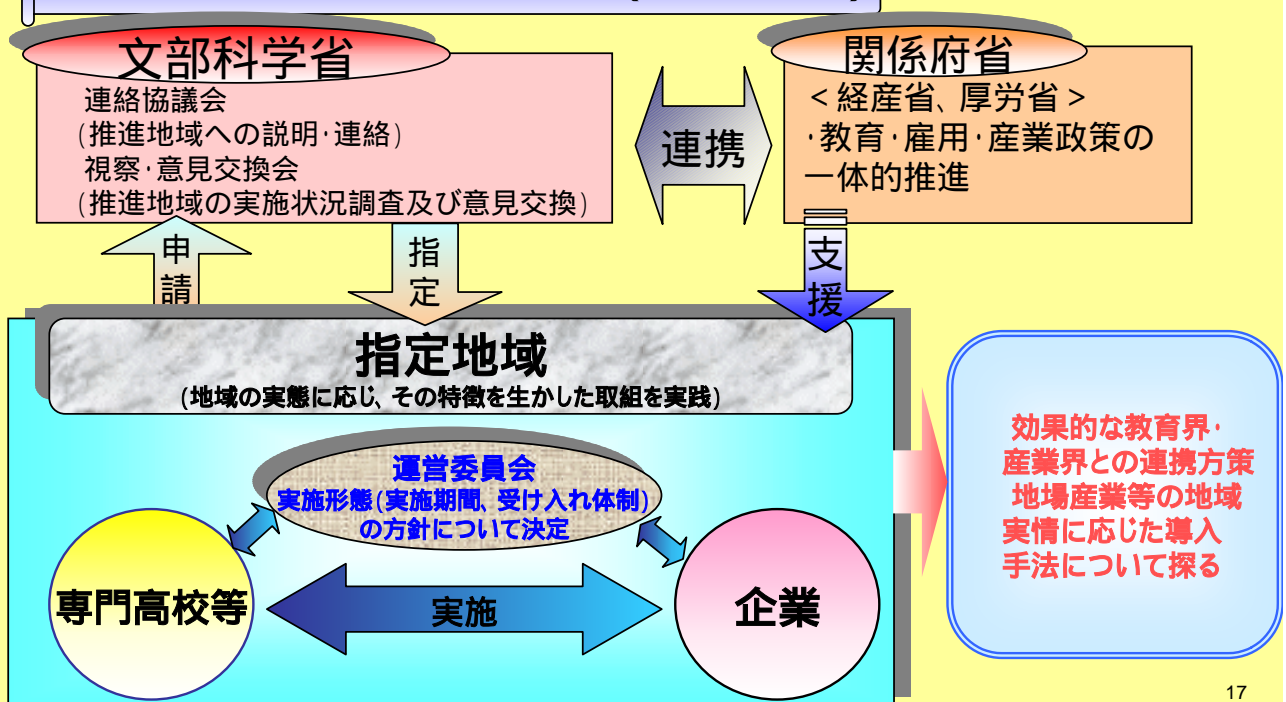 文部科学省
連絡協議会
(推進地域への説明・連絡)
視察・意見交換会
(推進地域の実施状況調査及び意見交換)
連携
関係府省
<経産省、厚労省>
・教育・雇用・産業政策の
一体的推進
申請
指定
支援
指定地域
(地域の実態に応じ、その特徴を生かした取組を実践)
運営委員会
実施形態(実施期間、受け入れ体制)
の方針について決定
専門高校等
実施
企業
効果的な教育界・
産業界との連携方策
地場産業等の地域
実情に応じた導入
手法について探る
17